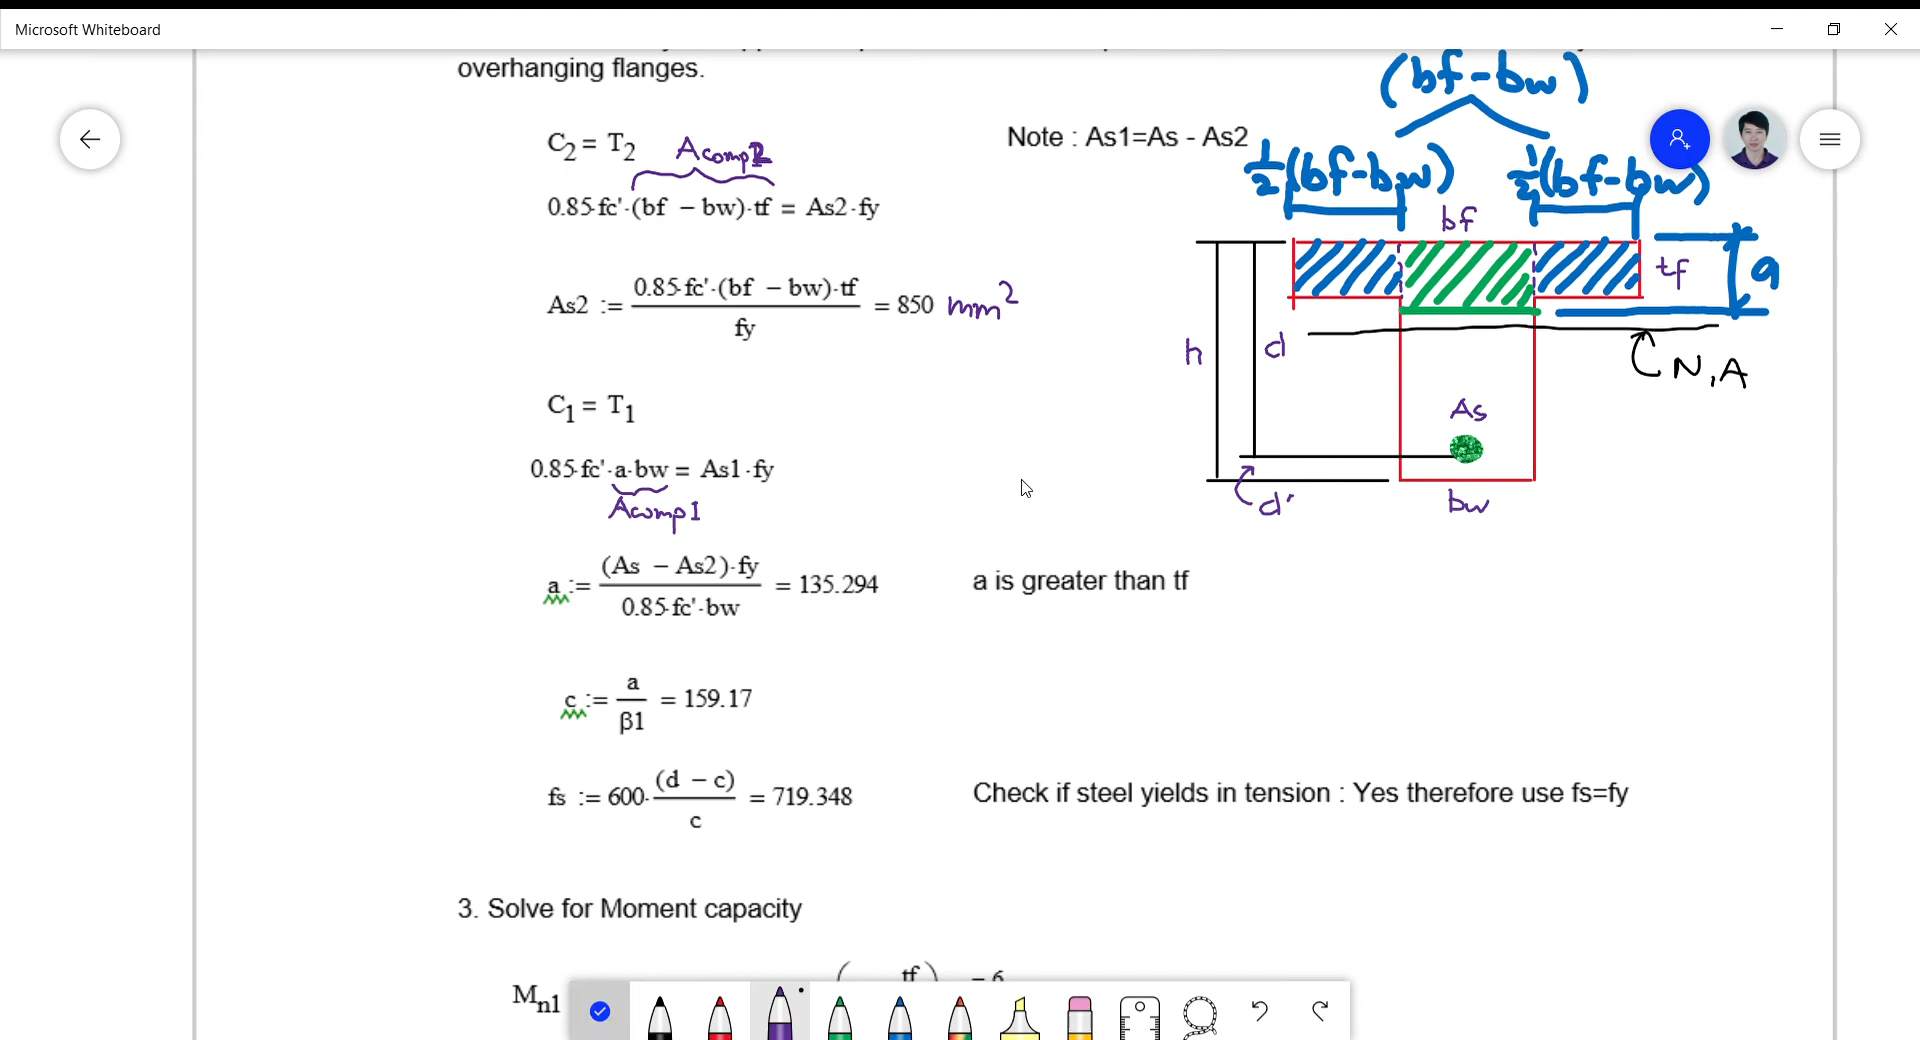 Microsoft Whiteboard
overhanging flanges.
(bf-bw)
C2 = T2
Acomp2
Note : As1=As - As2
1/2(bf-bw) 1/2(bf-bw)
0.85·fc'·(bf − bw)·tf = As2·fy
bf
tf a
As2 := 0.85·fc'·(bf − bw)·tf / fy = 850 mm²
h d
N.A
C1 = T1
As
0.85·fc'·a·bw = As1·fy
Acomp1
d' bw
a := (As − As2)·fy / 0.85·fc'·bw = 135.294
a is greater than tf
c := a / β1 = 159.17
fs := 600·(d − c) / c = 719.348
Check if steel yields in tension : Yes therefore use fs=fy
3. Solve for Moment capacity
Mn1
tf